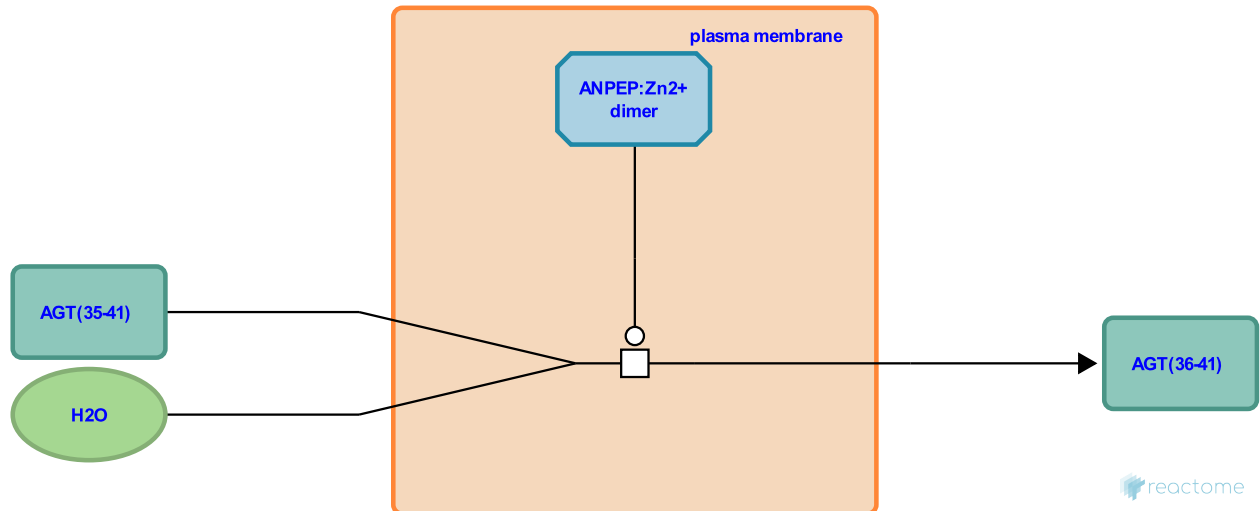 plasma membrane
ANPEP:Zn2+
dimer
AGT(35-41)
AGT(36-41)
H2O
reactome